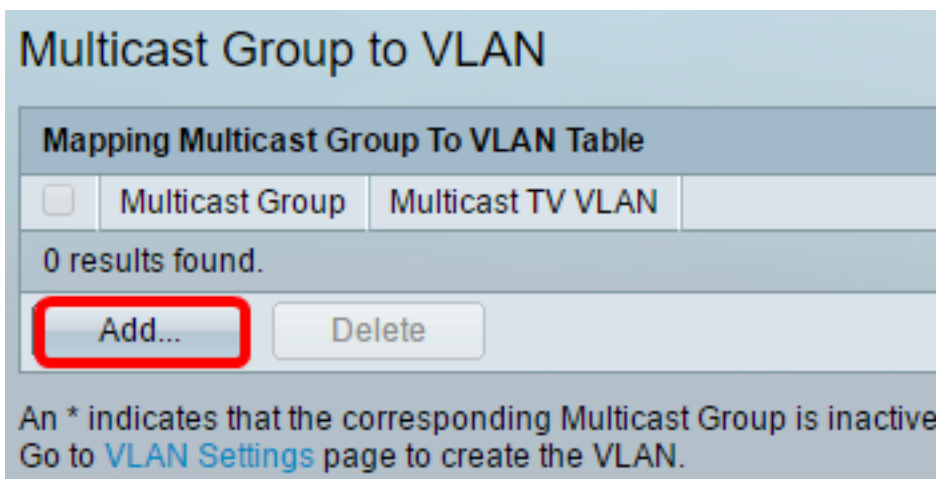 Multicast Group to VLAN
Mapping Multicast Group To VLAN Table
Multicast Group Multicast TV VLAN
0 results found.
Add... Delete
An * indicates that the corresponding Multicast Group is inactive
Go to VLAN Settings page to create the VLAN.